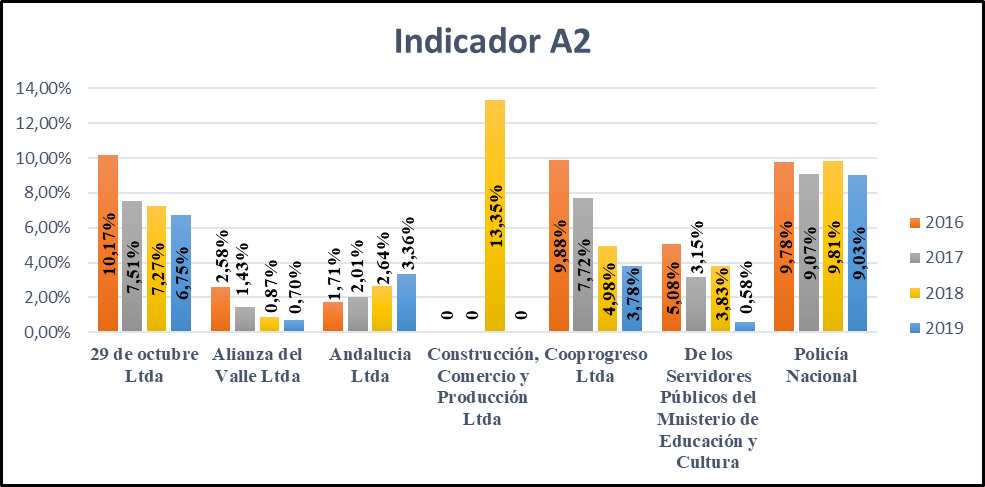 Indicador A2
14,00%
12,00%
10,00%
8,00%
6,00%
4,00%
2,00%
0,00%
10,17%
7,51%
7,27%
6,75%
2,58%
1,43%
0,87%
0,70%
1,71%
2,01%
2,64%
3,36%
0
0
13,35%
0
9,88%
7,72%
4,98%
3,78%
5,08%
3,15%
3,83%
0,58%
9,78%
9,07%
9,81%
9,03%
29 de octubre
Ltda
Alianza del
Valle Ltda
Andalucia
Ltda
Construcción,
Comercio y
Producción
Ltda
Cooprogreso
Ltda
De los
Servidores
Públicos del
Mnisterio de
Educación y
Cultura
Policía
Nacional
2016
2017
2018
2019